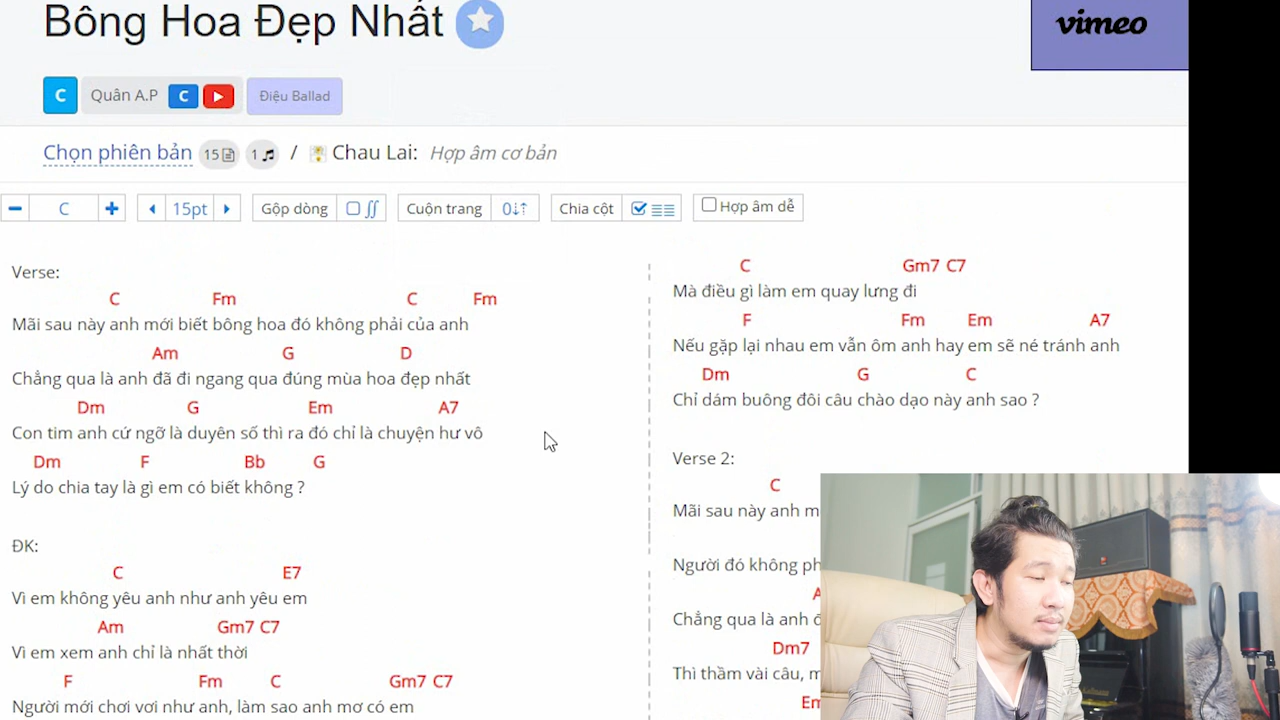 Bông Hoa Đẹp Nhất
vimeo
C Quân A.P C Điệu Ballad
Chọn phiên bản 15 1 / Chau Lai: Hợp âm cơ bản
C 15pt Gộp dòng Cuộn trang 0 Chia cột Hợp âm dễ
Verse:
C Fm C Fm
Mãi sau này anh mới biết bông hoa đó không phải của anh
Am G D
Chẳng qua là anh đã đi ngang qua đúng mùa hoa đẹp nhất
Dm G Em A7
Con tim anh cứ ngỡ là duyên số thì ra đó chỉ là chuyện hư vô
Dm F Bb G
Lý do chia tay là gì em có biết không ?
ĐK:
C E7
Vì em không yêu anh như anh yêu em
Am Gm7 C7
Vì em xem anh chỉ là nhất thời
F Fm C Gm7 C7
Người mới chơi vơi như anh, làm sao anh mơ có em
C Gm7 C7
Mà điều gì làm em quay lưng đi
F Fm Em A7
Nếu gặp lại nhau em vẫn ôm anh hay em sẽ né tránh anh
Dm G C
Chỉ dám buông đôi câu chào dạo này anh sao ?
Verse 2:
C
Mãi sau này anh m
Người đó không ph
Chẳng qua là anh đ
Dm7
Thì thầm vài câu, m
Em